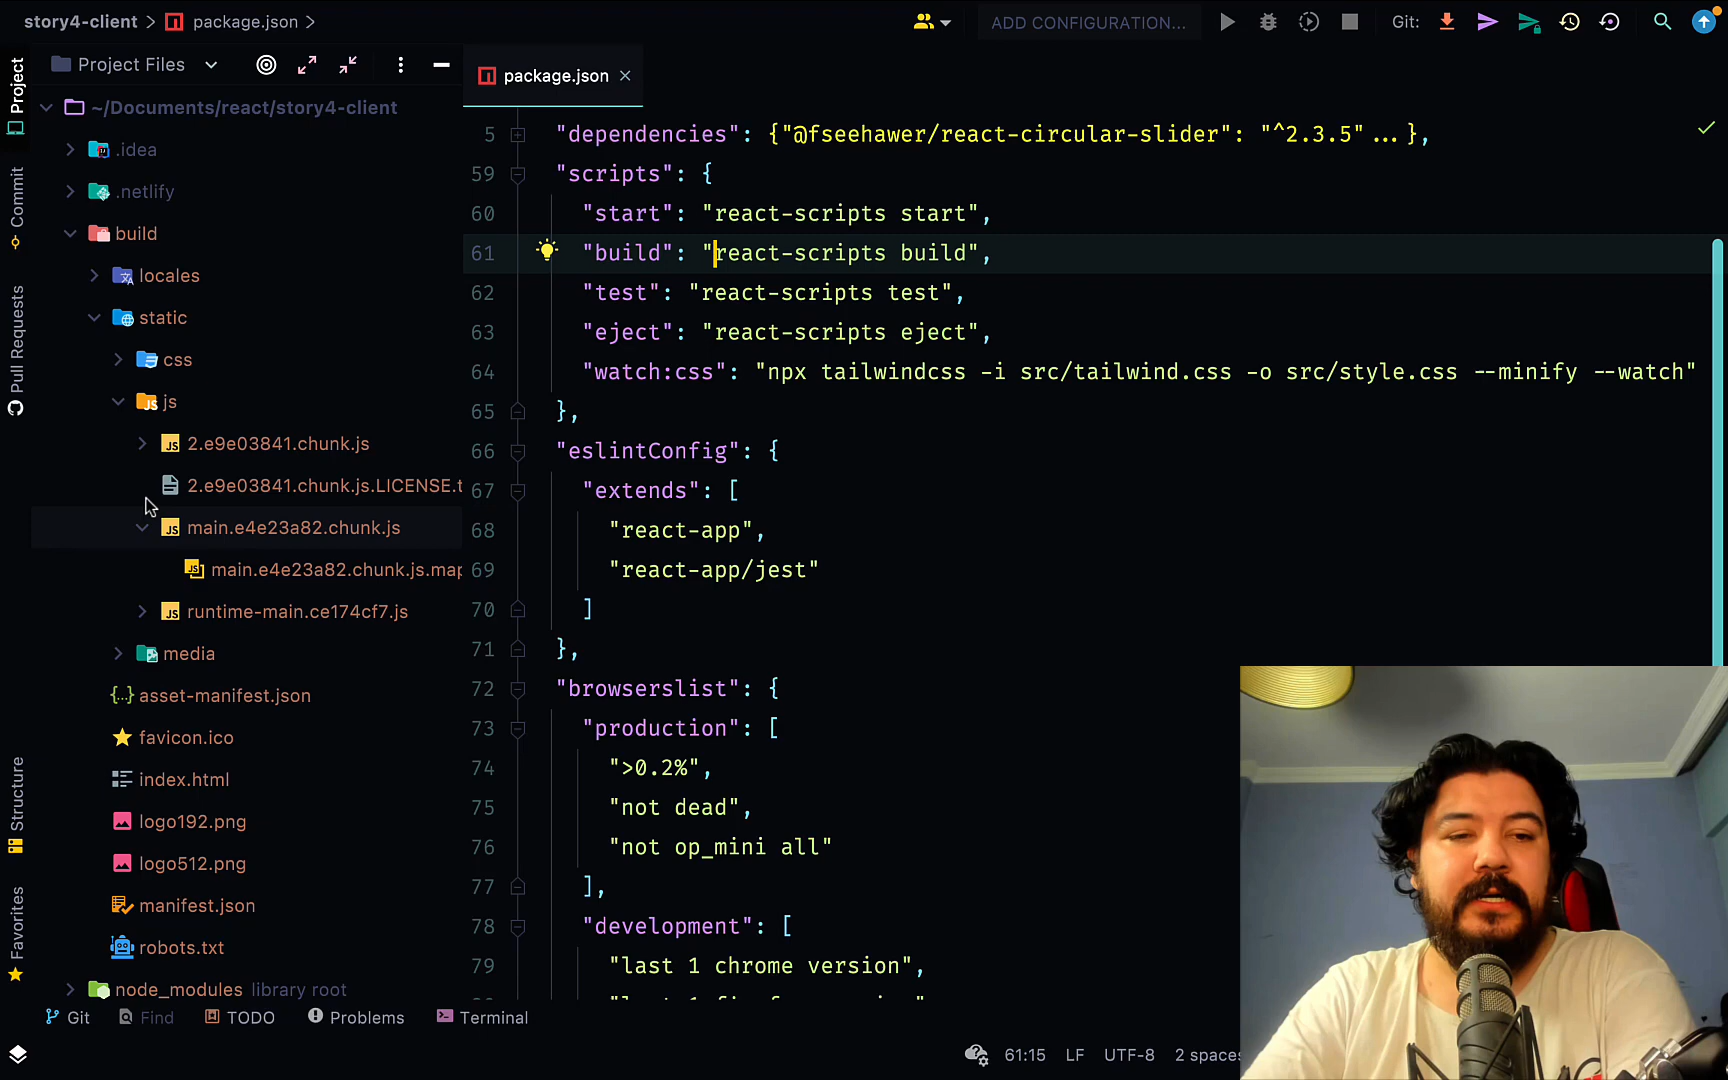 story4-client
package.json
ADD CONFIGURATION...
Git:
Project Files
Project
Commit
Pull Requests
Structure
Favorites
~/Documents/react/story4-client
.idea
.netlify
build
locales
static
css
js
2.e9e03841.chunk.js
2.e9e03841.chunk.js.LICENSE.t
main.e4e23a82.chunk.js
main.e4e23a82.chunk.js.map
runtime-main.ce174cf7.js
media
asset-manifest.json
favicon.ico
index.html
logo192.png
logo512.png
manifest.json
robots.txt
node_modules library root
package.json
5 "dependencies": {"@fseehawer/react-circular-slider": "^2.3.5"...},
59 "scripts": {
60 "start": "react-scripts start",
61 "build": "react-scripts build",
62 "test": "react-scripts test",
63 "eject": "react-scripts eject",
64 "watch:css": "npx tailwindcss -i src/tailwind.css -o src/style.css --minify --watch"
65 },
66 "eslintConfig": {
67 "extends": [
68 "react-app",
69 "react-app/jest"
70 ]
71 },
72 "browserslist": {
73 "production": [
74 ">0.2%",
75 "not dead",
76 "not op_mini all"
77 ],
78 "development": [
79 "last 1 chrome version",
Git
Find
TODO
Problems
Terminal
61:15 LF UTF-8 2 spaces